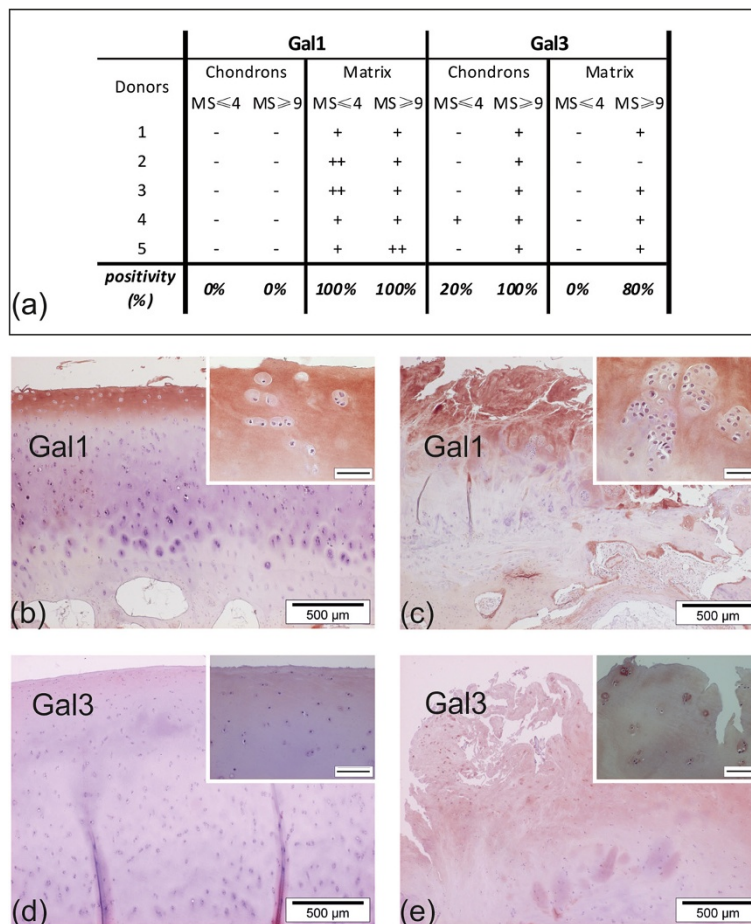 Gal1 Gal3
Donors Chondrons Matrix Chondrons Matrix
MS≤4 MS≥9 MS≤4 MS≥9 MS≤4 MS≥9 MS≤4 MS≥9
1 - - + + - + - +
2 - - ++ + - + - -
3 - - ++ + - + - +
4 - - + + + + - +
5 - - + ++ - + - +
positivity (%) 0% 0% 100% 100% 20% 100% 0% 80%
(a)
Gal1
(b)
500 µm
Gal1
(c)
500 µm
Gal3
(d)
500 µm
Gal3
(e)
500 µm